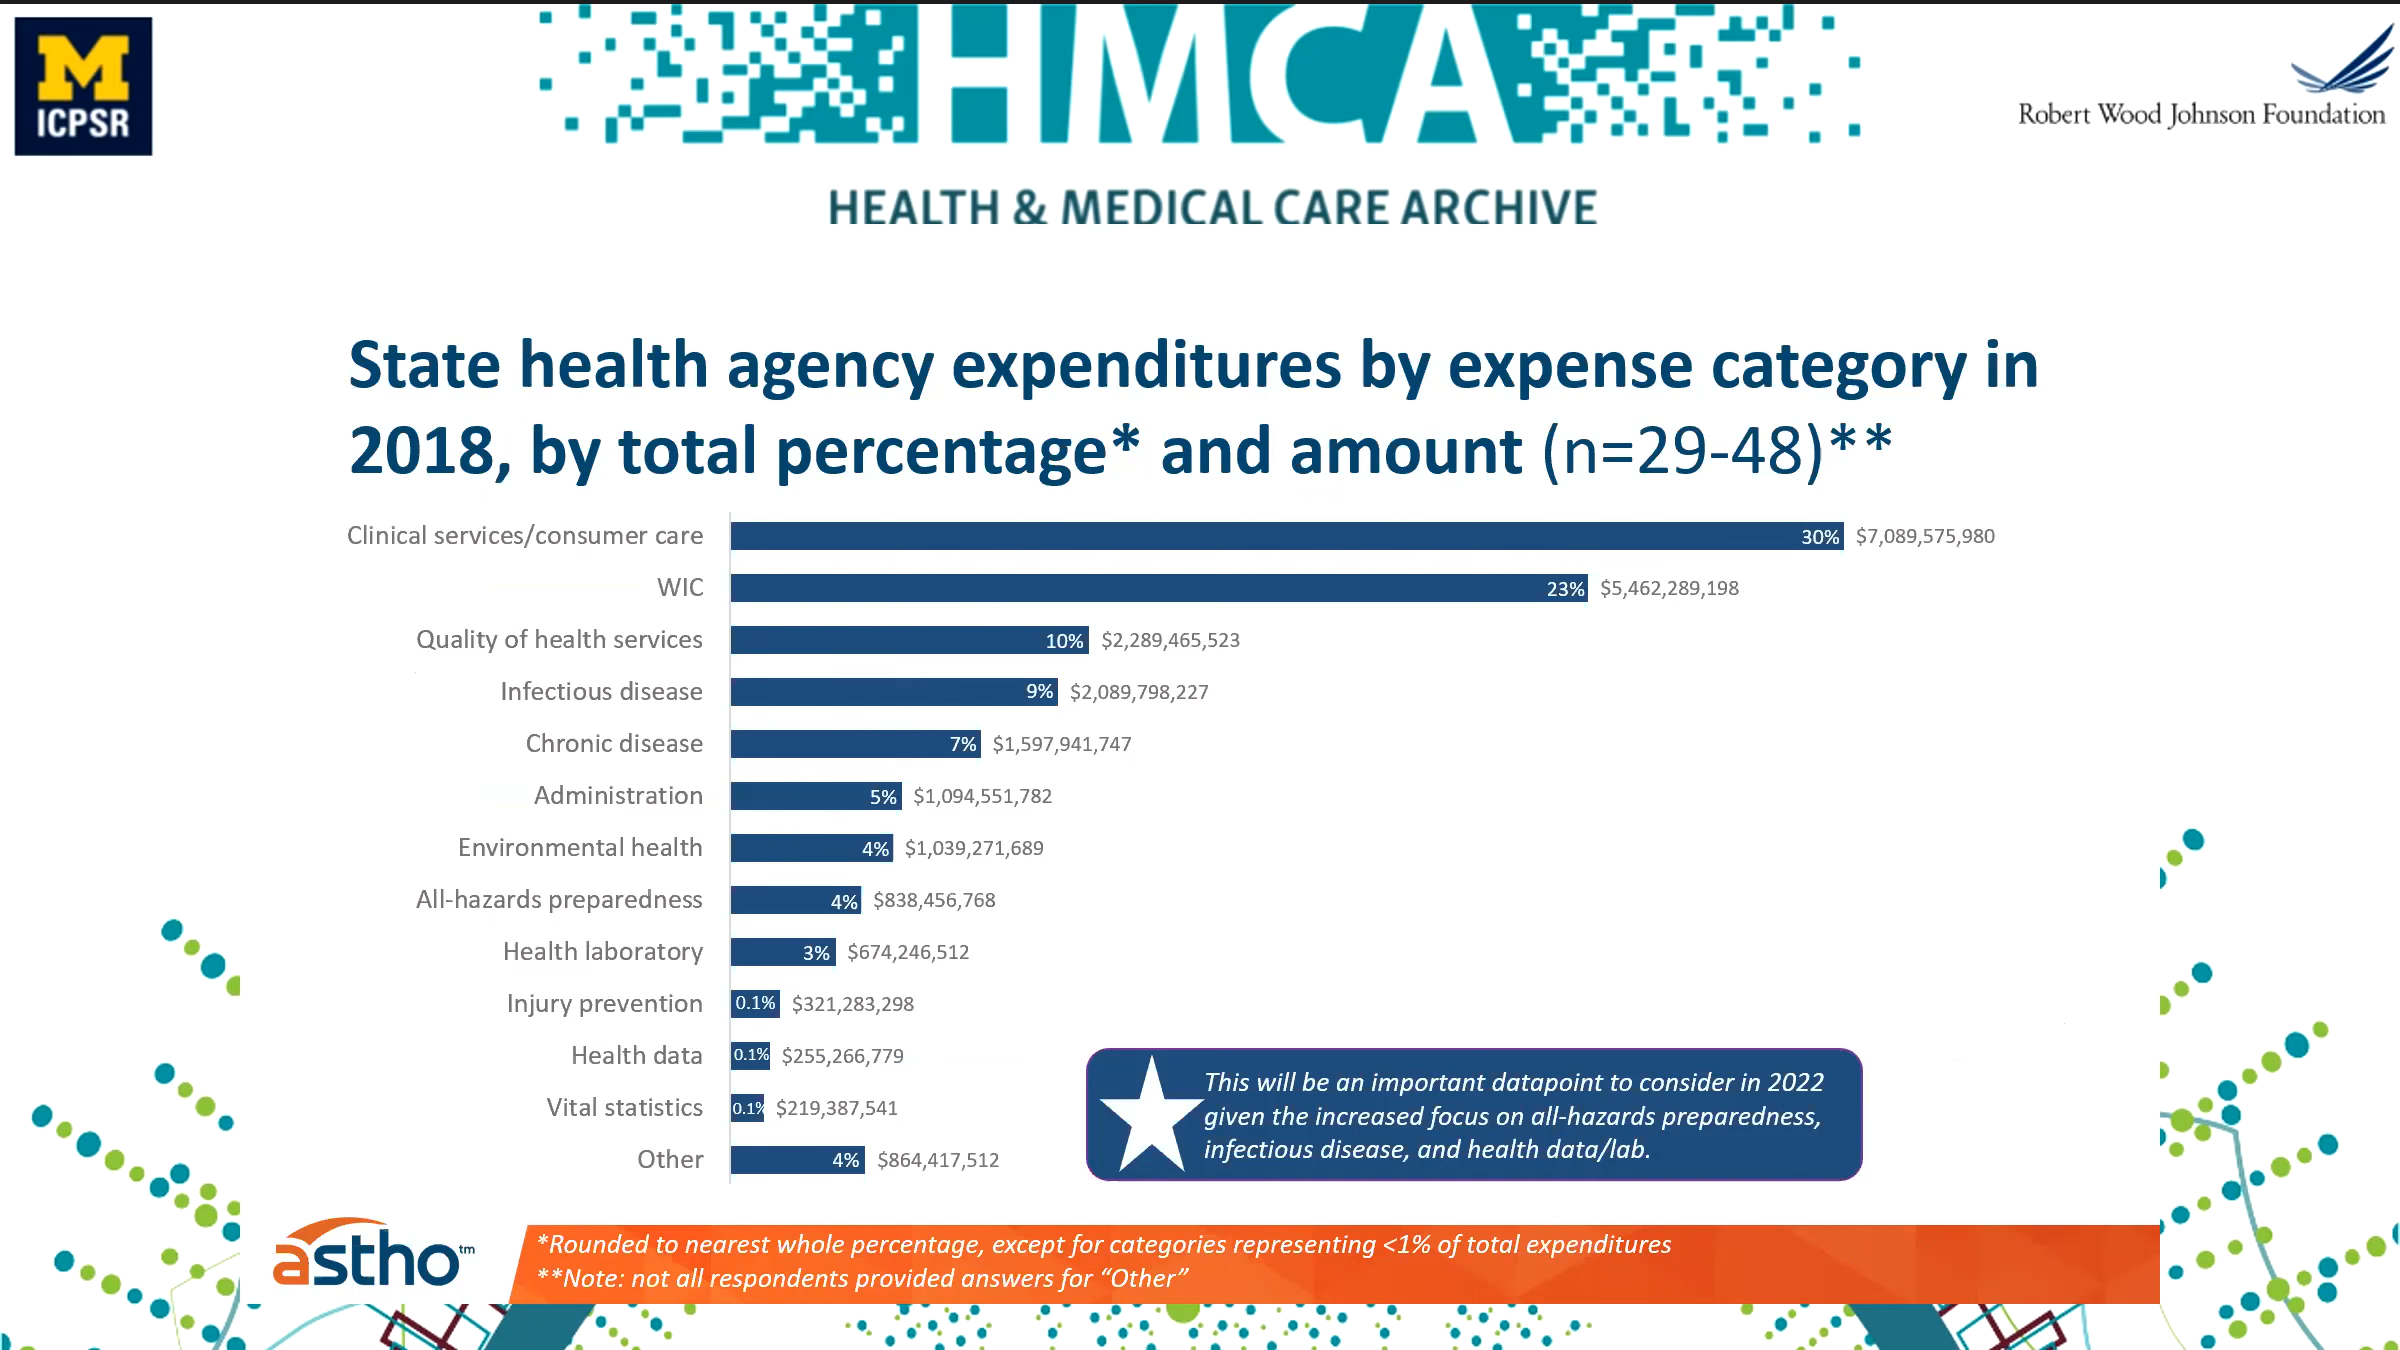 M
ICPSR
HMCA
HEALTH & MEDICAL CARE ARCHIVE
Robert Wood Johnson Foundation
State health agency expenditures by expense category in
2018, by total percentage* and amount (n=29-48)**
Clinical services/consumer care 30% $7,089,575,980
WIC 23% $5,462,289,198
Quality of health services 10% $2,289,465,523
Infectious disease 9% $2,089,798,227
Chronic disease 7% $1,597,941,747
Administration 5% $1,094,551,782
Environmental health 4% $1,039,271,689
All-hazards preparedness 4% $838,456,768
Health laboratory 3% $674,246,512
Injury prevention 0.1% $321,283,298
Health data 0.1% $255,266,779
Vital statistics 0.1% $219,387,541
Other 4% $864,417,512
This will be an important datapoint to consider in 2022
given the increased focus on all-hazards preparedness,
infectious disease, and health data/lab.
astho™
*Rounded to nearest whole percentage, except for categories representing <1% of total expenditures
**Note: not all respondents provided answers for “Other”